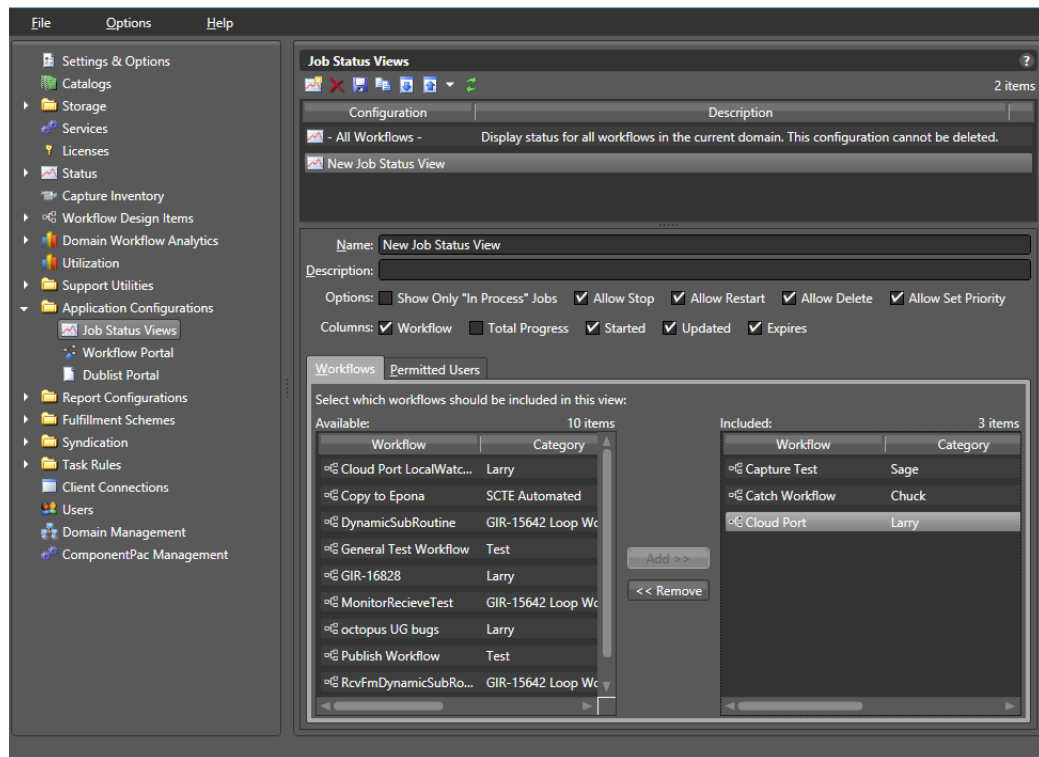 File Options Help
Settings & Options
Catalogs
Storage
Services
Licenses
Status
Capture Inventory
Workflow Design Items
Domain Workflow Analytics
Utilization
Support Utilities
Application Configurations
Job Status Views
Workflow Portal
Dublist Portal
Report Configurations
Fulfillment Schemes
Syndication
Task Rules
Client Connections
Users
Domain Management
ComponentPac Management
Job Status Views ?
2 items
Configuration Description
- All Workflows - Display status for all workflows in the current domain. This configuration cannot be deleted.
New Job Status View
Name: New Job Status View
Description:
Options: Show Only "In Process" Jobs Allow Stop Allow Restart Allow Delete Allow Set Priority
Columns: Workflow Total Progress Started Updated Expires
Workflows Permitted Users
Select which workflows should be included in this view:
Available: 10 items
Workflow Category
Cloud Port LocalWatc... Larry
Copy to Epona SCTE Automated
DynamicSubRoutine GIR-15642 Loop Wo
General Test Workflow Test
GIR-16828 Larry
MonitorRecieveTest GIR-15642 Loop Wo
octopus UG bugs Larry
Publish Workflow Test
RcvFmDynamicSubRo... GIR-15642 Loop Wo
Add >>
<< Remove
Included: 3 items
Workflow Category
Capture Test Sage
Catch Workflow Chuck
Cloud Port Larry